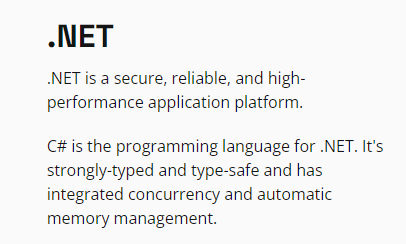 .NET
.NET is a secure, reliable, and high-
performance application platform.
C# is the programming language for .NET. It's
strongly-typed and type-safe and has
integrated concurrency and automatic
memory management.